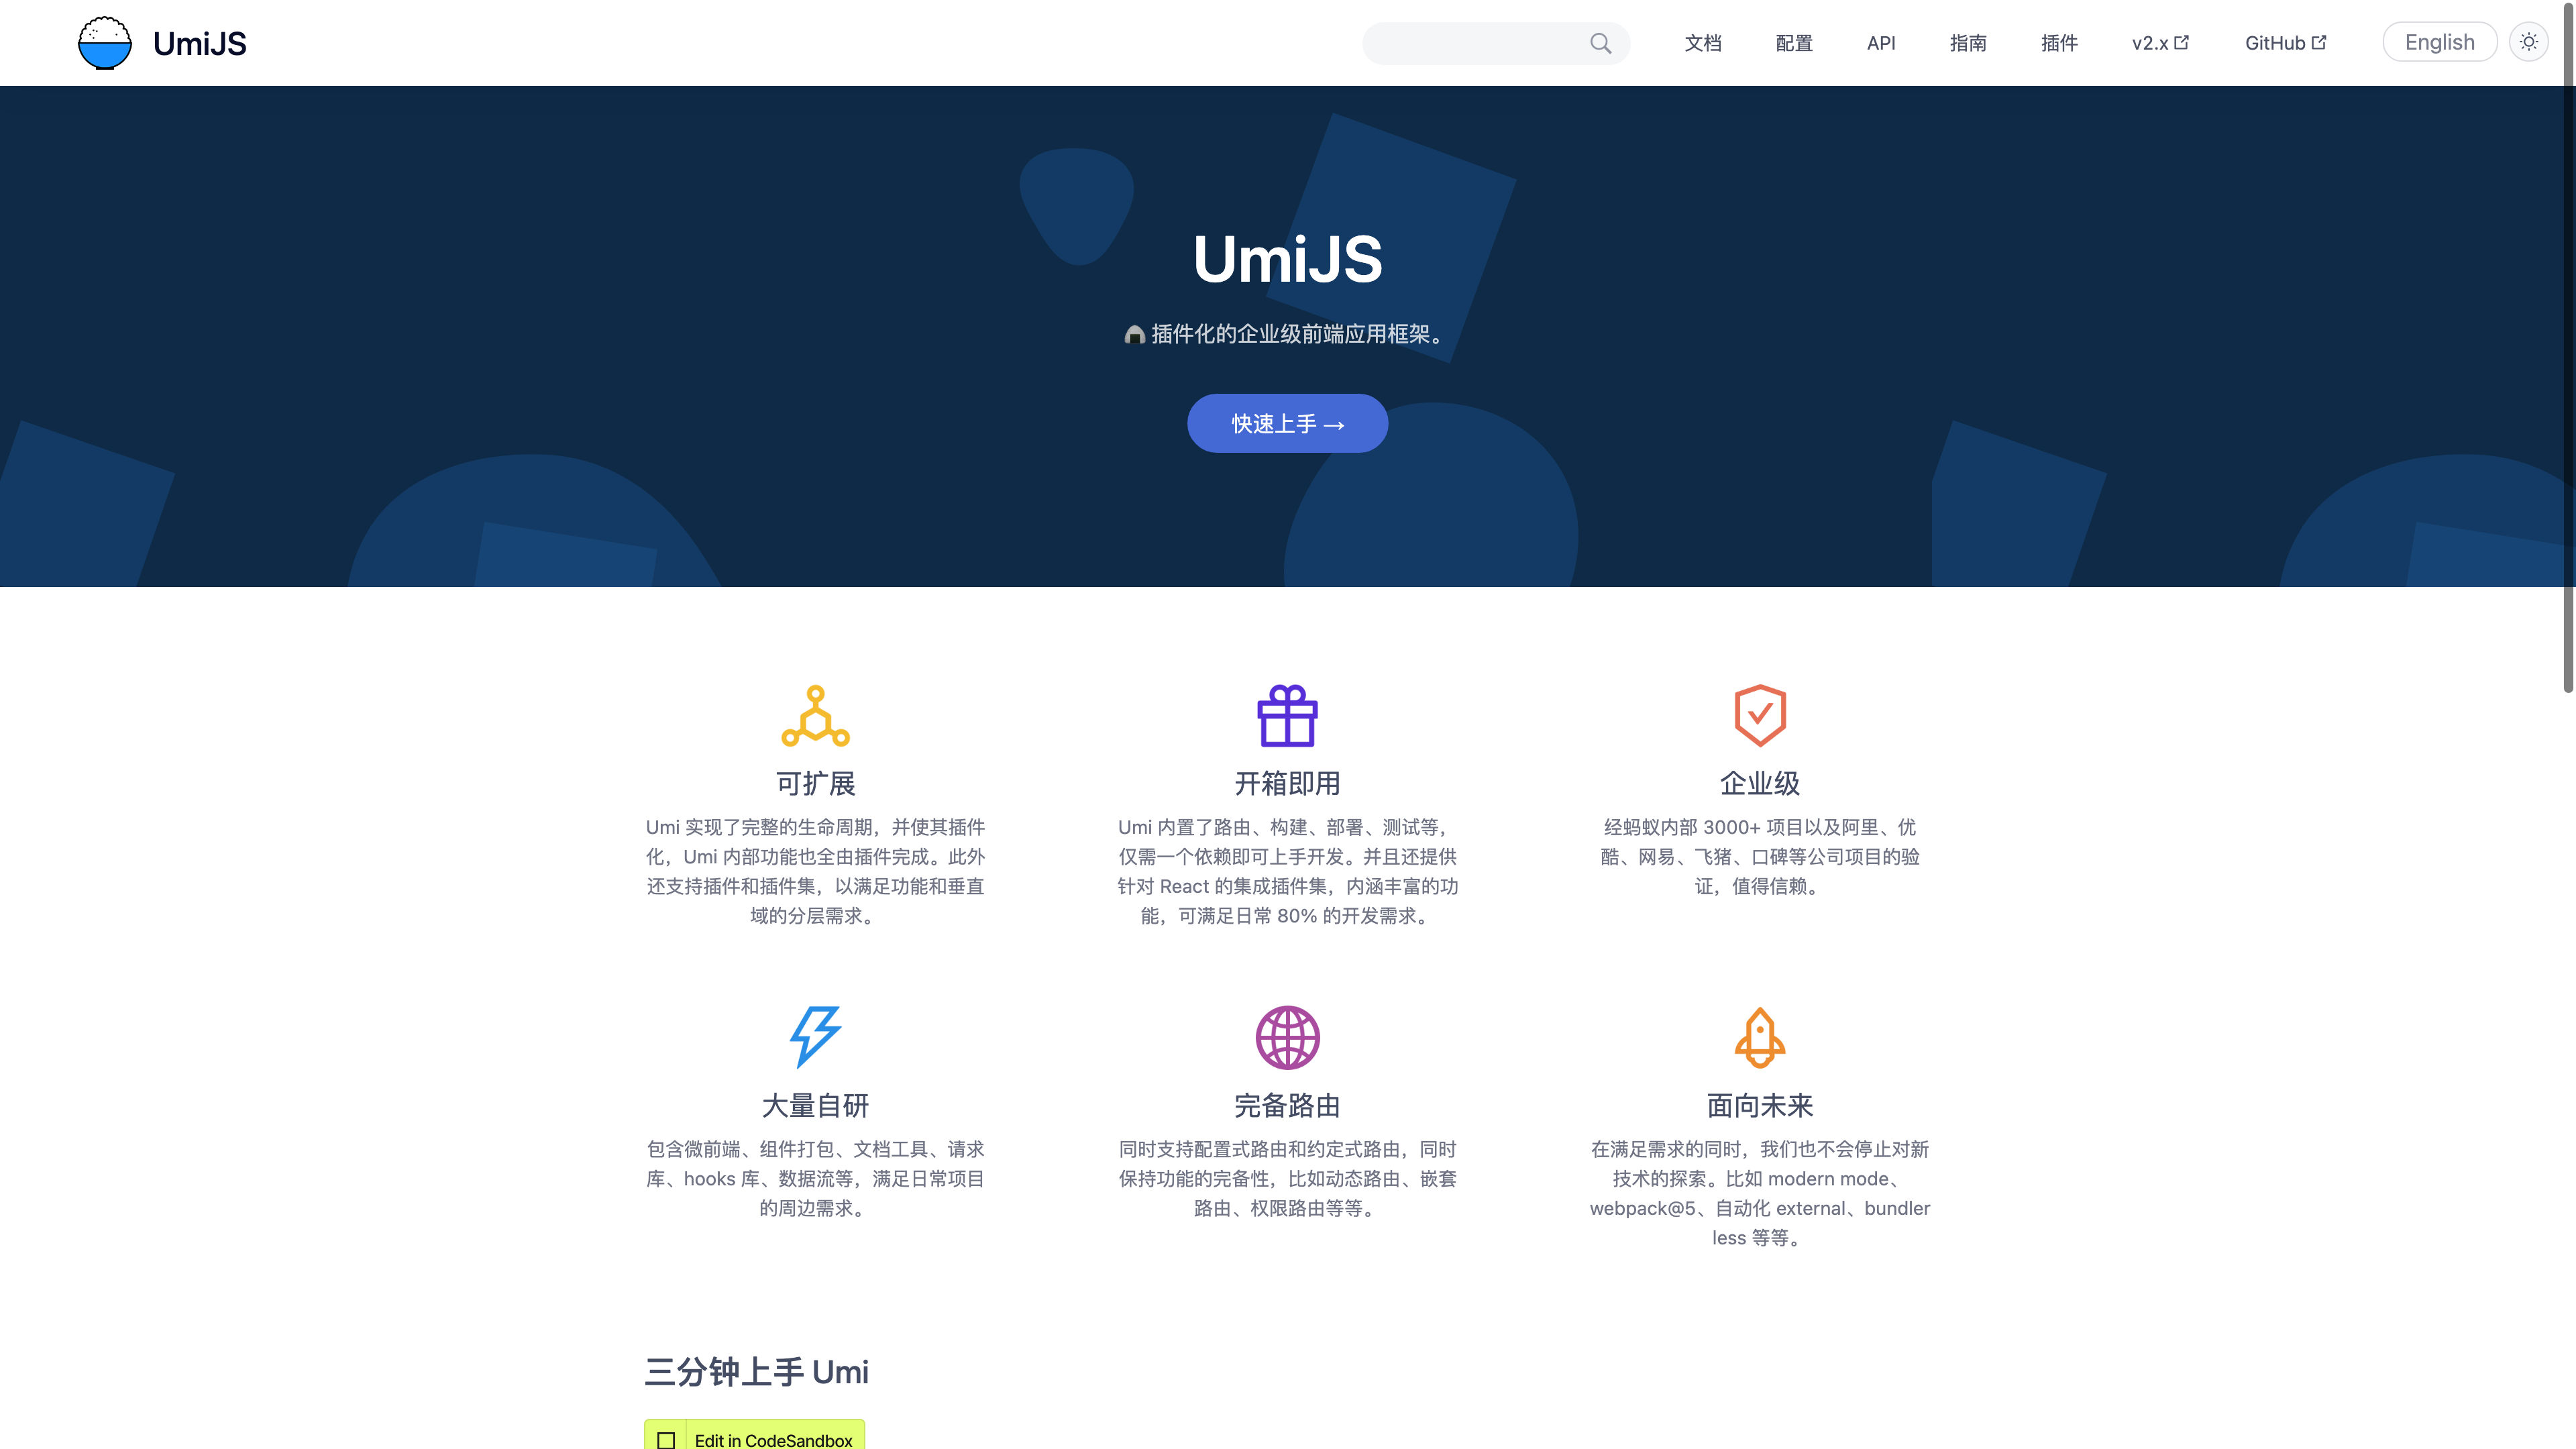 UmiJS
文档 配置 API 指南 插件 v2.x GitHub English
UmiJS
🍙 插件化的企业级前端应用框架。
快速上手 →
可扩展
Umi 实现了完整的生命周期，并使其插件
化，Umi 内部功能也全由插件完成。此外
还支持插件和插件集，以满足功能和垂直
域的分层需求。
开箱即用
Umi 内置了路由、构建、部署、测试等，
仅需一个依赖即可上手开发。并且还提供
针对 React 的集成插件集，内涵丰富的功
能，可满足日常 80% 的开发需求。
企业级
经蚂蚁内部 3000+ 项目以及阿里、优
酷、网易、飞猪、口碑等公司项目的验
证，值得信赖。
大量自研
包含微前端、组件打包、文档工具、请求
库、hooks 库、数据流等，满足日常项目
的周边需求。
完备路由
同时支持配置式路由和约定式路由，同时
保持功能的完备性，比如动态路由、嵌套
路由、权限路由等等。
面向未来
在满足需求的同时，我们也不会停止对新
技术的探索。比如 modern mode、
webpack@5、自动化 external、bundler
less 等等。
三分钟上手 Umi
Edit in CodeSandbox